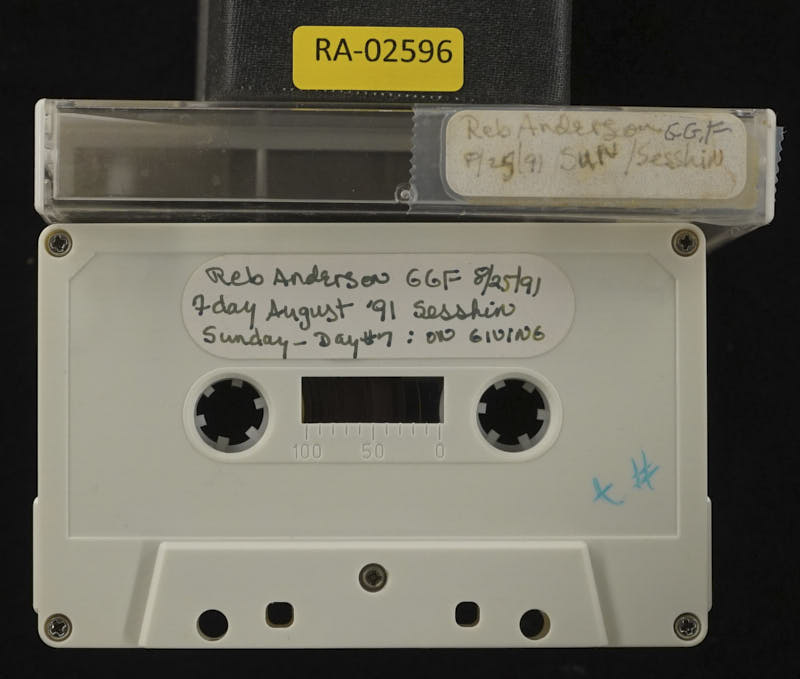 RA-02596
Reb Anderson GGF
8/25/91 SUN/Sesshin
Reb Anderson GGF 8/25/91
7day August '91 Sesshin
Sunday - Day #7 : ON GIVING
100 50 0
#